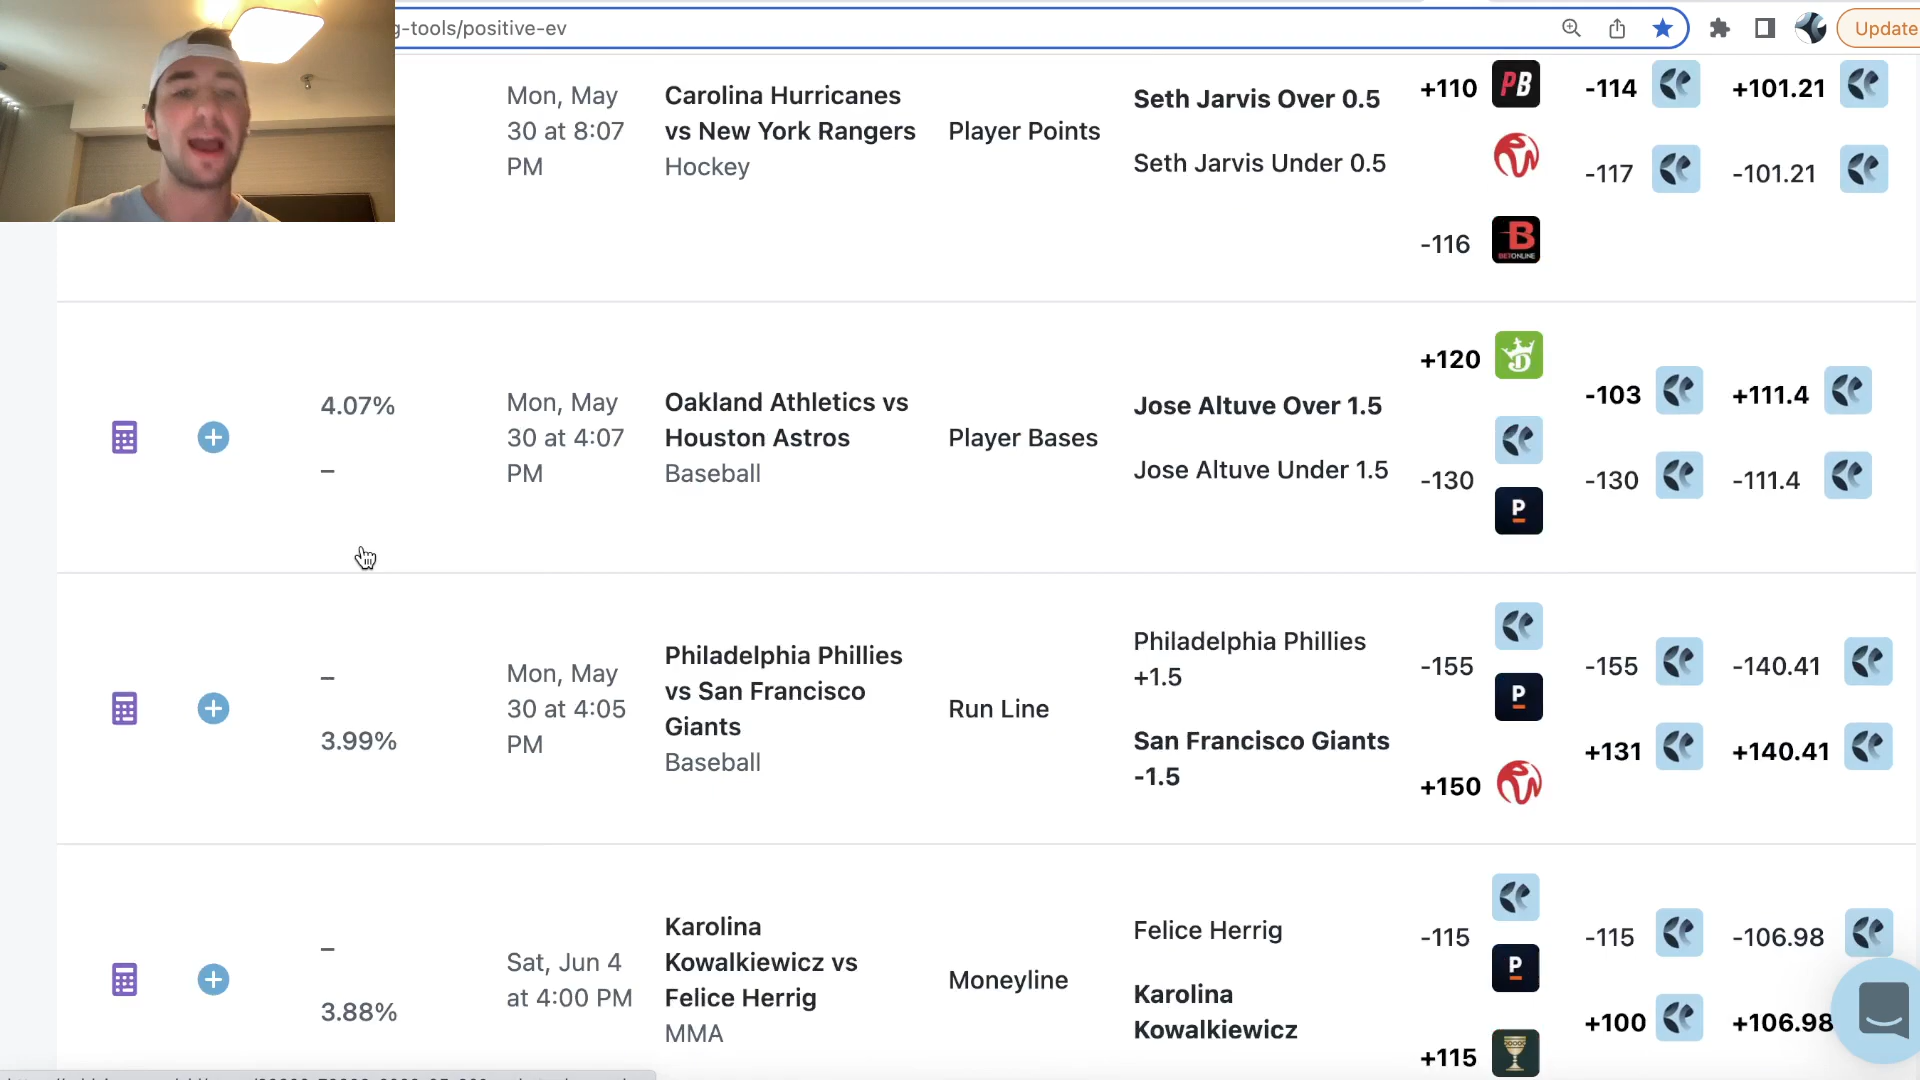 g-tools/positive-ev
Update
Mon, May
30 at 8:07
PM
Carolina Hurricanes
vs New York Rangers
Hockey
Player Points
Seth Jarvis Over 0.5
Seth Jarvis Under 0.5
+110
PB
-114
+101.21
-117
-101.21
-116
B
BETONLINE
4.07%
–
Mon, May
30 at 4:07
PM
Oakland Athletics vs
Houston Astros
Baseball
Player Bases
Jose Altuve Over 1.5
Jose Altuve Under 1.5
+120
D
-103
+111.4
-130
P
-130
-111.4
–
3.99%
Mon, May
30 at 4:05
PM
Philadelphia Phillies
vs San Francisco
Giants
Baseball
Run Line
Philadelphia Phillies
+1.5
San Francisco Giants
-1.5
-155
P
-155
-140.41
+150
+131
+140.41
–
3.88%
Sat, Jun 4
at 4:00 PM
Karolina
Kowalkiewicz vs
Felice Herrig
MMA
Moneyline
Felice Herrig
Karolina
Kowalkiewicz
-115
P
-115
-106.98
+115
+100
+106.98